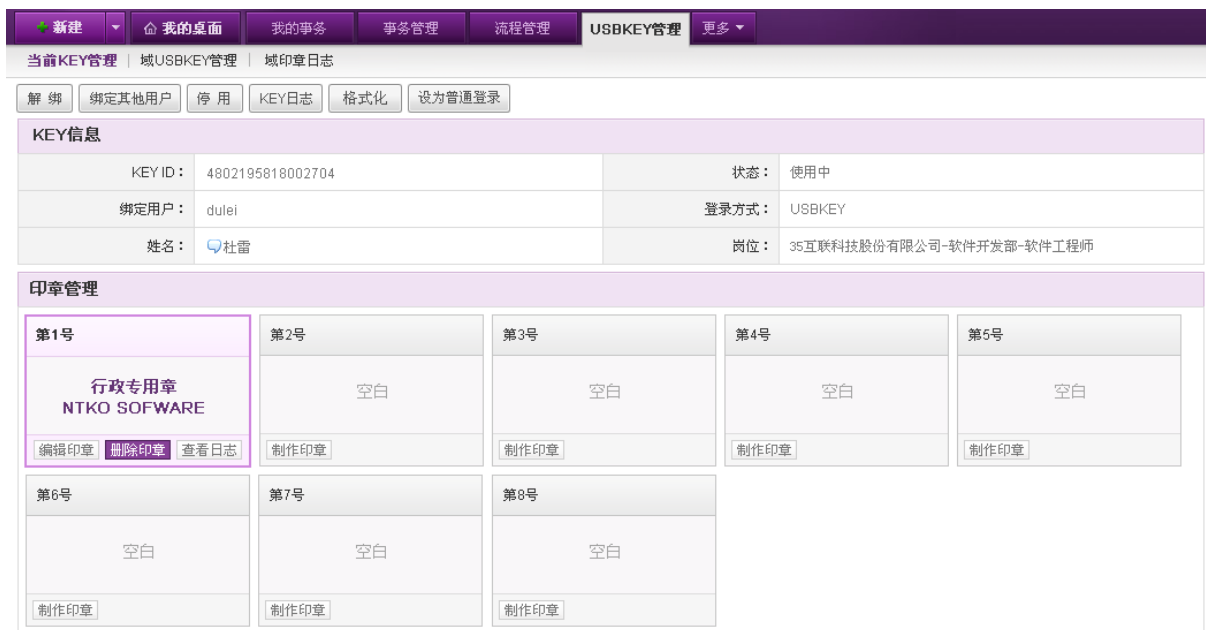 新建 我的桌面 我的事务 事务管理 流程管理 USBKEY管理 更多
当前KEY管理 | 域USBKEY管理 | 域印章日志
解 绑 绑定其他用户 停 用 KEY日志 格式化 设为普通登录
KEY信息
KEY ID： 4802195818002704 状态： 使用中
绑定用户： dulei 登录方式： USBKEY
姓名： 杜雷 岗位： 35互联科技股份有限公司-软件开发部-软件工程师
印章管理
第1号 第2号 第3号 第4号 第5号
行政专用章
NTKO SOFWARE
空白 空白 空白 空白
编辑印章 删除印章 查看日志 制作印章 制作印章 制作印章 制作印章
第6号 第7号 第8号
空白 空白 空白
制作印章 制作印章 制作印章